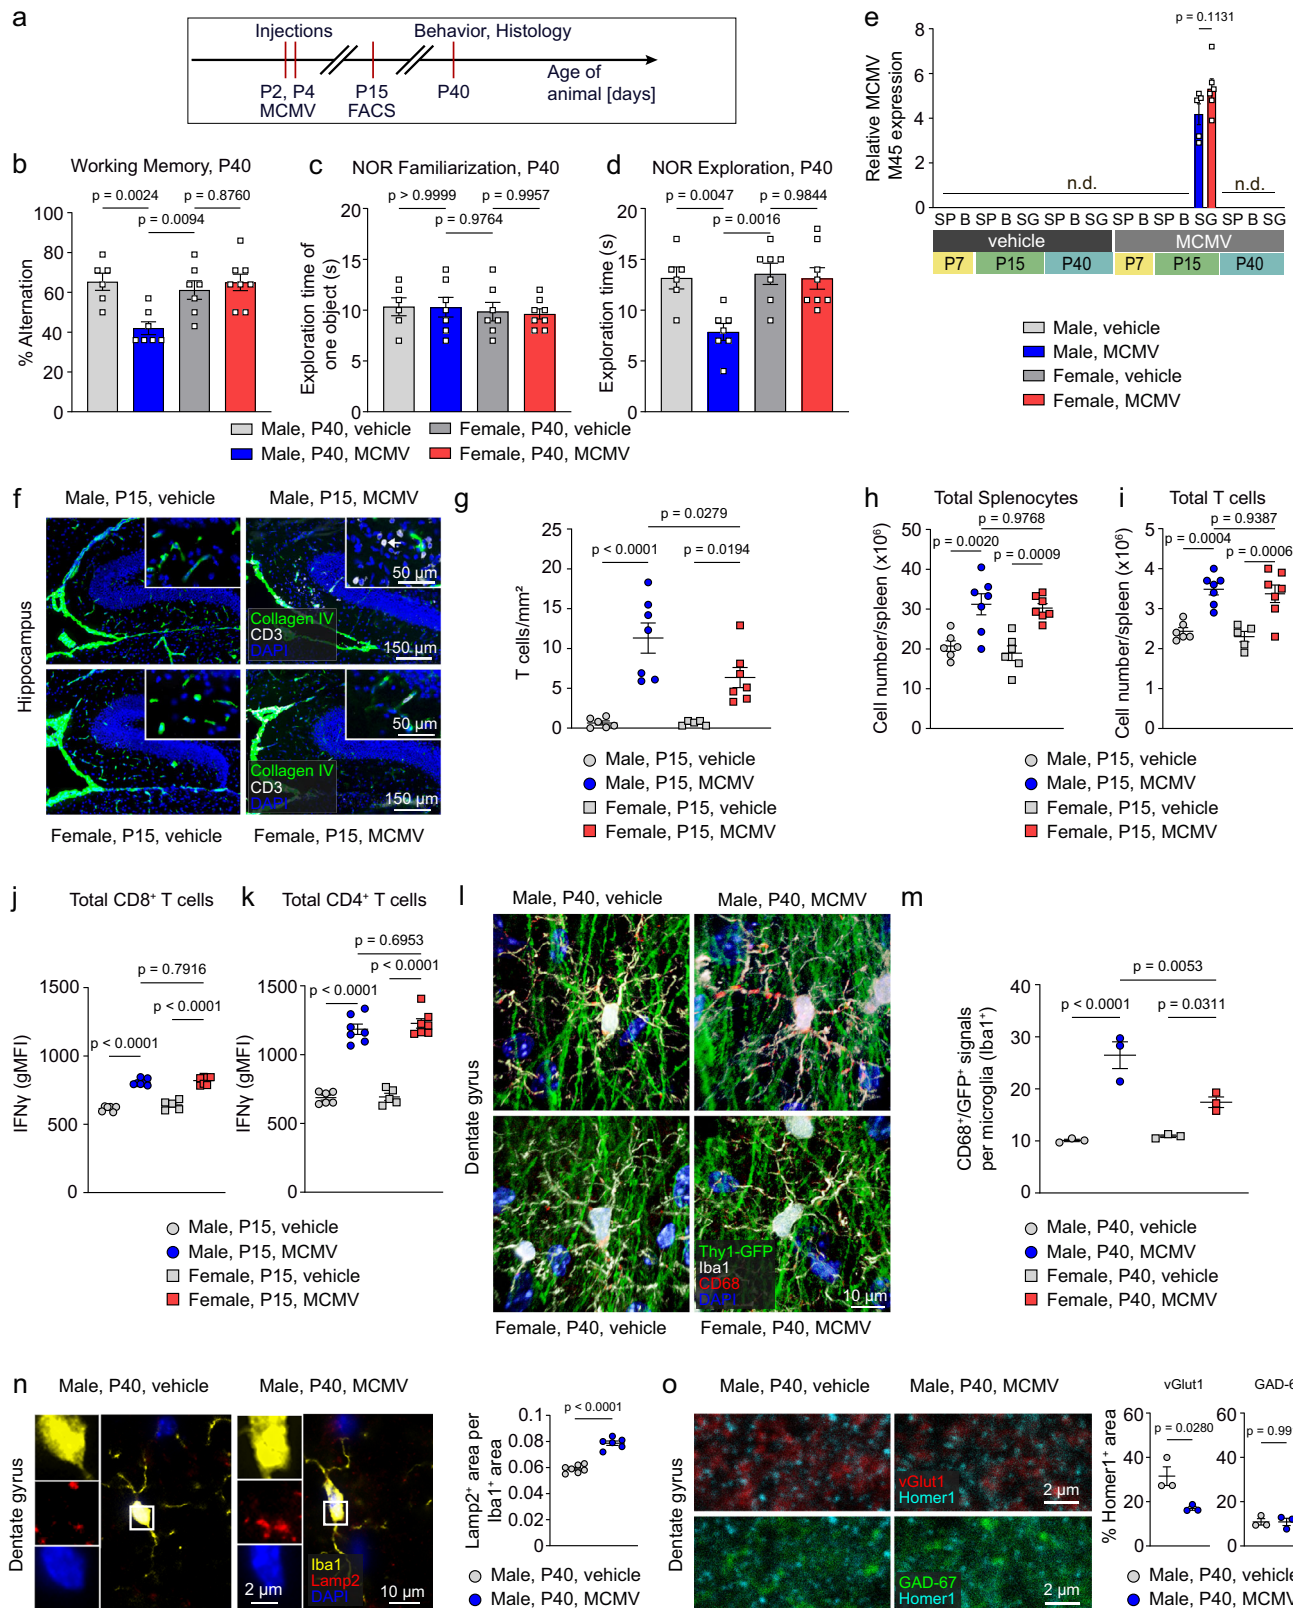 a
Injections
Behavior, Histology
P2, P4
MCMV
P15
FACS
P40
Age of
animal [days]
b
Working Memory, P40
p = 0.0024
p = 0.8760
p = 0.0094
% Alternation
100
80
60
40
20
0
c
NOR Familiarization, P40
p > 0.9999
p = 0.9957
p = 0.9764
Exploration time of
one object (s)
20
15
10
5
0
d
NOR Exploration, P40
p = 0.0047
p = 0.9844
p = 0.0016
Exploration time (s)
20
15
10
5
0
Male, P40, vehicle
Female, P40, vehicle
Male, P40, MCMV
Female, P40, MCMV
e
p = 0.1131
Relative MCMV
M45 expression
8
6
4
2
0
n.d.
n.d.
SP B SP B SG SP B SG SP B SP B SG SP B SG
vehicle
MCMV
P7
P15
P40
P7
P15
P40
Male, vehicle
Male, MCMV
Female, vehicle
Female, MCMV
f
Male, P15, vehicle
Male, P15, MCMV
Hippocampus
50 µm
Collagen IV
CD3
DAPI
150 µm
50 µm
Collagen IV
CD3
DAPI
150 µm
Female, P15, vehicle
Female, P15, MCMV
g
p = 0.0279
p < 0.0001
p = 0.0194
T cells/mm²
25
20
15
10
5
0
Male, P15, vehicle
Male, P15, MCMV
Female, P15, vehicle
Female, P15, MCMV
h
Total Splenocytes
p = 0.9768
p = 0.0020
p = 0.0009
Cell number/spleen (x10⁶)
50
40
30
20
10
0
i
Total T cells
p = 0.9387
p = 0.0004
p = 0.0006
Cell number/spleen (x10⁶)
5
4
3
2
1
0
Male, P15, vehicle
Male, P15, MCMV
Female, P15, vehicle
Female, P15, MCMV
j
Total CD8⁺ T cells
p = 0.7916
p < 0.0001
p < 0.0001
IFNγ (gMFI)
1500
1000
500
0
k
Total CD4⁺ T cells
p = 0.6953
p < 0.0001
p < 0.0001
IFNγ (gMFI)
1500
1000
500
0
Male, P15, vehicle
Male, P15, MCMV
Female, P15, vehicle
Female, P15, MCMV
l
Male, P40, vehicle
Male, P40, MCMV
Dentate gyrus
Thy1-GFP
Iba1
CD68
DAPI
10 µm
Female, P40, vehicle
Female, P40, MCMV
m
p = 0.0053
p < 0.0001
p = 0.0311
CD68⁺/GFP⁺ signals
per microglia (Iba1⁺)
40
30
20
10
0
Male, P40, vehicle
Male, P40, MCMV
Female, P40, vehicle
Female, P40, MCMV
n
Male, P40, vehicle
Male, P40, MCMV
Dentate gyrus
2 µm
Iba1
Lamp2
DAPI
10 µm
p < 0.0001
Lamp2⁺ area per
Iba1⁺ area
0.1
0.08
0.06
0.04
0.02
0
Male, P40, vehicle
Male, P40, MCMV
o
Male, P40, vehicle
Male, P40, MCMV
Dentate gyrus
vGlut1
Homer1
2 µm
GAD-67
Homer1
2 µm
vGlut1
p = 0.0280
% Homer1⁺ area
60
40
20
0
GAD-6
p = 0.99
60
40
20
0
Male, P40, vehicle
Male, P40, MCMV